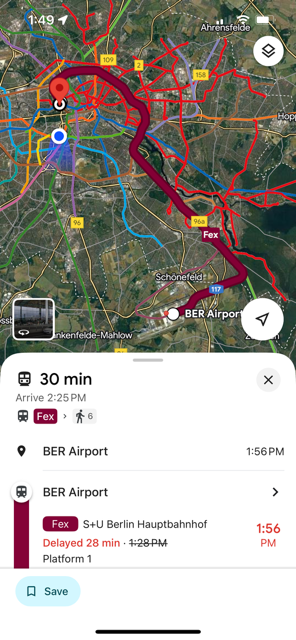 1:49
Ahrensfelde
109
2
158
Hopp
96
96a
Fex
Schönefeld
117
BER Airport
ankenfelde-Mahlow
30 min
Arrive 2:25 PM
Fex > 6
BER Airport 1:56 PM
BER Airport
Fex S+U Berlin Hauptbahnhof 1:56 PM
Delayed 28 min · 1:28 PM
Platform 1
Save